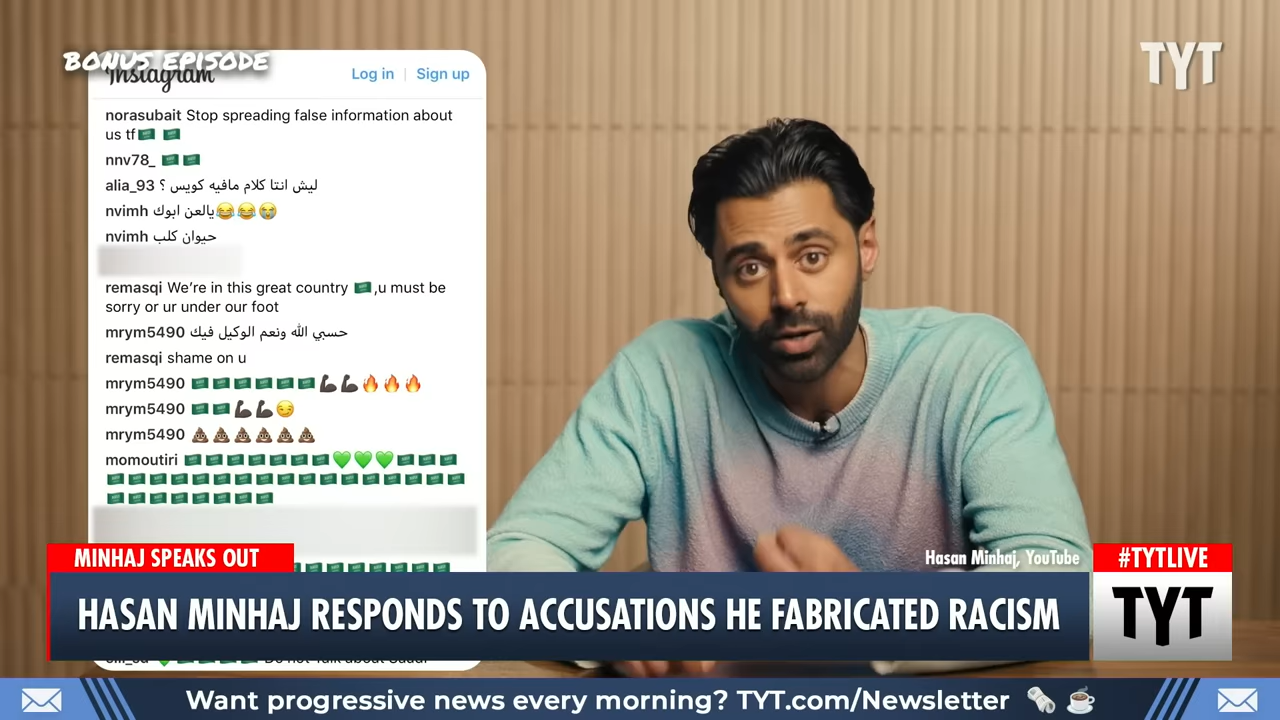 BONUS EPISODE
Instagram
Log in | Sign up
TYT
norasubait Stop spreading false information about
us tf🇸🇦 🇸🇦
nnv78_ 🇸🇦 🇸🇦
alia_93 ليش انتا كلام مافيه كويس ؟
nvimh يالعن ابوك😂😂😭
nvimh حيوان كلب
remasqi We're in this great country 🇸🇦,u must be
sorry or ur under our foot
mrym5490 حسبي الله ونعم الوكيل فيك
remasqi shame on u
mrym5490 🇸🇦🇸🇦🇸🇦🇸🇦🇸🇦🇸🇦💪🏿💪🏿🔥🔥🔥
mrym5490 🇸🇦🇸🇦💪🏿💪🏿😏
mrym5490 💩💩💩💩💩💩
momoutiri 🇸🇦🇸🇦🇸🇦🇸🇦🇸🇦🇸🇦🇸🇦💚💚💚🇸🇦🇸🇦🇸🇦
🇸🇦🇸🇦🇸🇦🇸🇦🇸🇦🇸🇦🇸🇦🇸🇦🇸🇦🇸🇦🇸🇦🇸🇦🇸🇦🇸🇦🇸🇦🇸🇦🇸🇦
🇸🇦🇸🇦🇸🇦🇸🇦🇸🇦🇸🇦🇸🇦🇸🇦
MINHAJ SPEAKS OUT
Hasan Minhaj, YouTube
#TYTLIVE
HASAN MINHAJ RESPONDS TO ACCUSATIONS HE FABRICATED RACISM
TYT
Want progressive news every morning? TYT.com/Newsletter 🗞️ ☕